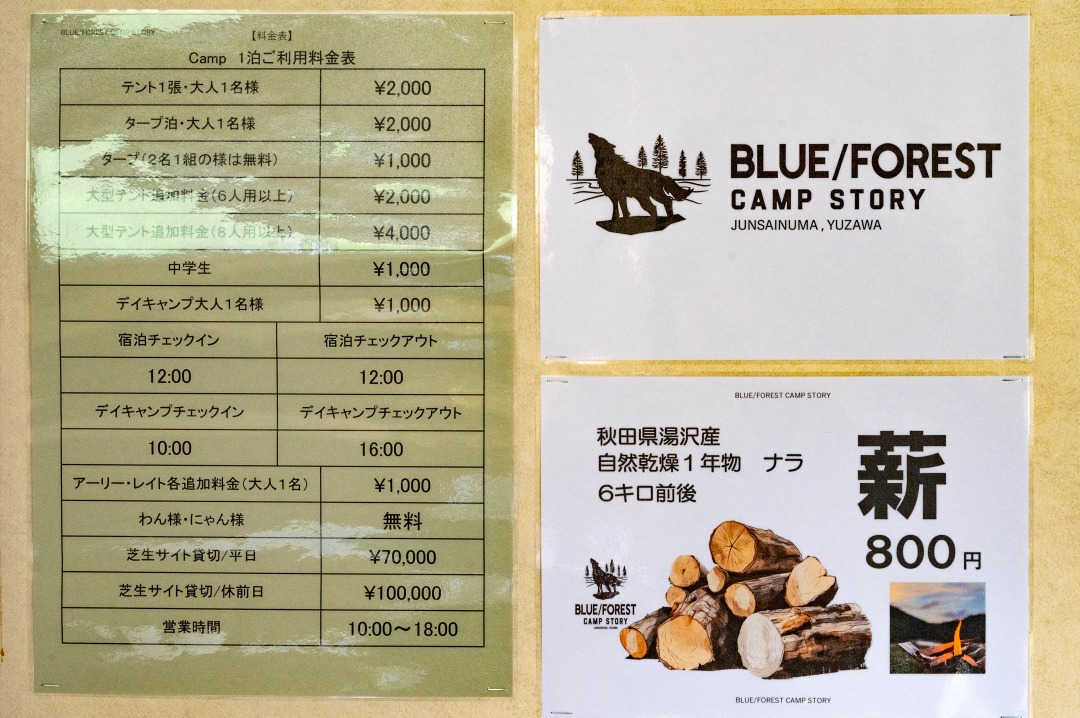 BLUE/FOREST CAMP STORY
【料金表】
Camp 1泊ご利用料金表
テント1張・大人1名様 ¥2,000
タープ泊・大人1名様 ¥2,000
タープ(2名1組の様は無料) ¥1,000
大型テント追加料金(6人用以上) ¥2,000
大型テント追加料金(8人用以上) ¥4,000
中学生 ¥1,000
デイキャンプ大人1名様 ¥1,000
宿泊チェックイン 宿泊チェックアウト
12:00 12:00
デイキャンプチェックイン デイキャンプチェックアウト
10:00 16:00
アーリー・レイト各追加料金(大人1名) ¥1,000
わん様・にゃん様 無料
芝生サイト貸切/平日 ¥70,000
芝生サイト貸切/休前日 ¥100,000
営業時間 10:00〜18:00
BLUE/FOREST
CAMP STORY
JUNSAINUMA, YUZAWA
BLUE/FOREST CAMP STORY
秋田県湯沢産
自然乾燥1年物 ナラ
6キロ前後
薪
800円
BLUE/FOREST
CAMP STORY
JUNSAINUMA, YUZAWA
BLUE/FOREST CAMP STORY